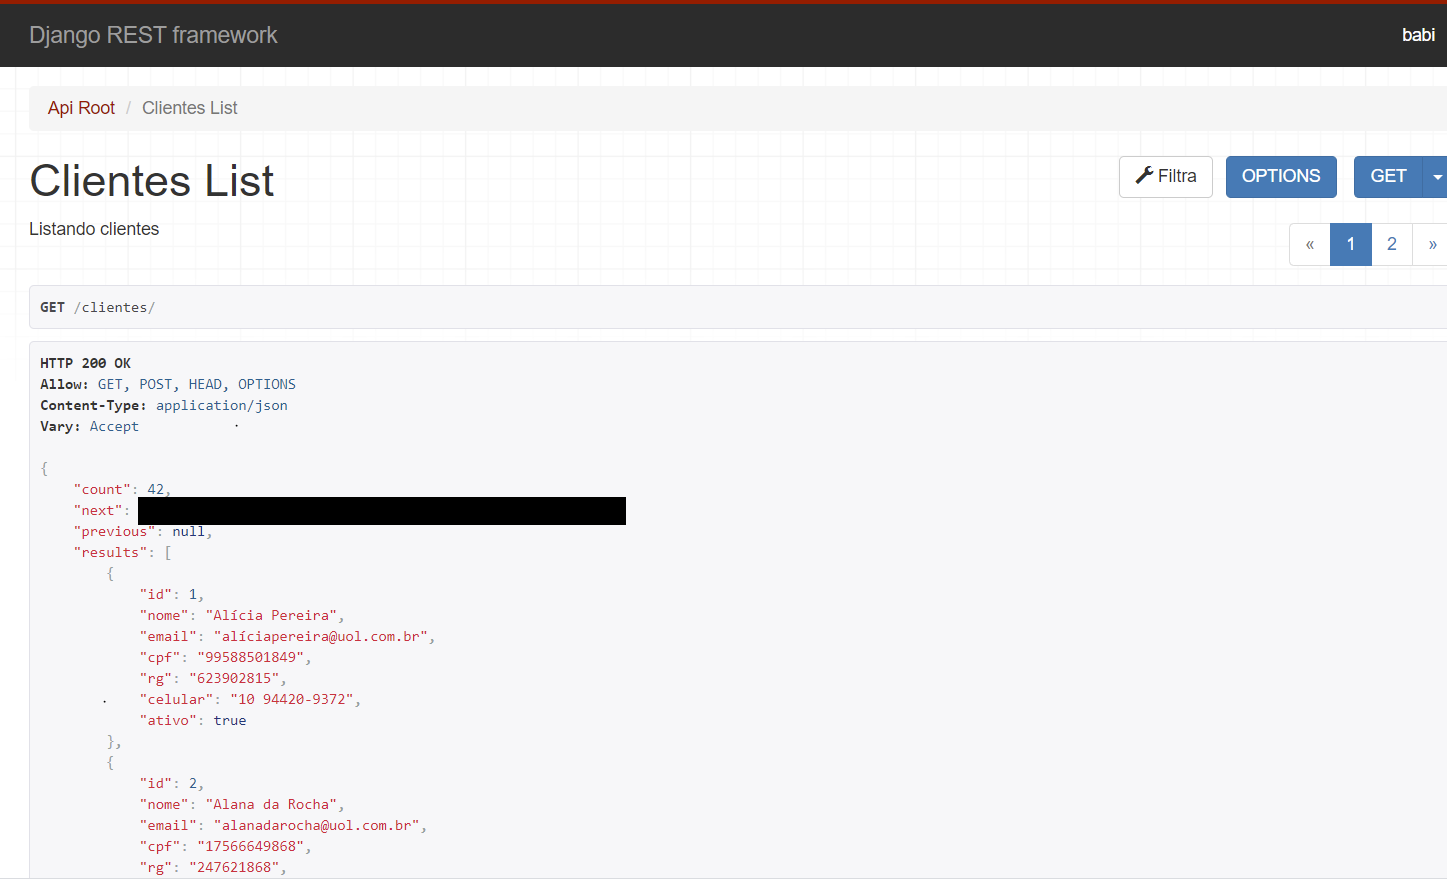 Django REST framework
babi
Api Root / Clientes List
Clientes List
Filtra
OPTIONS
GET
Listando clientes
« 1 2 »
GET /clientes/
HTTP 200 OK
Allow: GET, POST, HEAD, OPTIONS
Content-Type: application/json
Vary: Accept
{
"count": 42,
"next":
"previous": null,
"results": [
{
"id": 1,
"nome": "Alícia Pereira",
"email": "alíciapereira@uol.com.br",
"cpf": "99588501849",
"rg": "623902815",
"celular": "10 94420-9372",
"ativo": true
},
{
"id": 2,
"nome": "Alana da Rocha",
"email": "alanadarocha@uol.com.br",
"cpf": "17566649868",
"rg": "247621868",